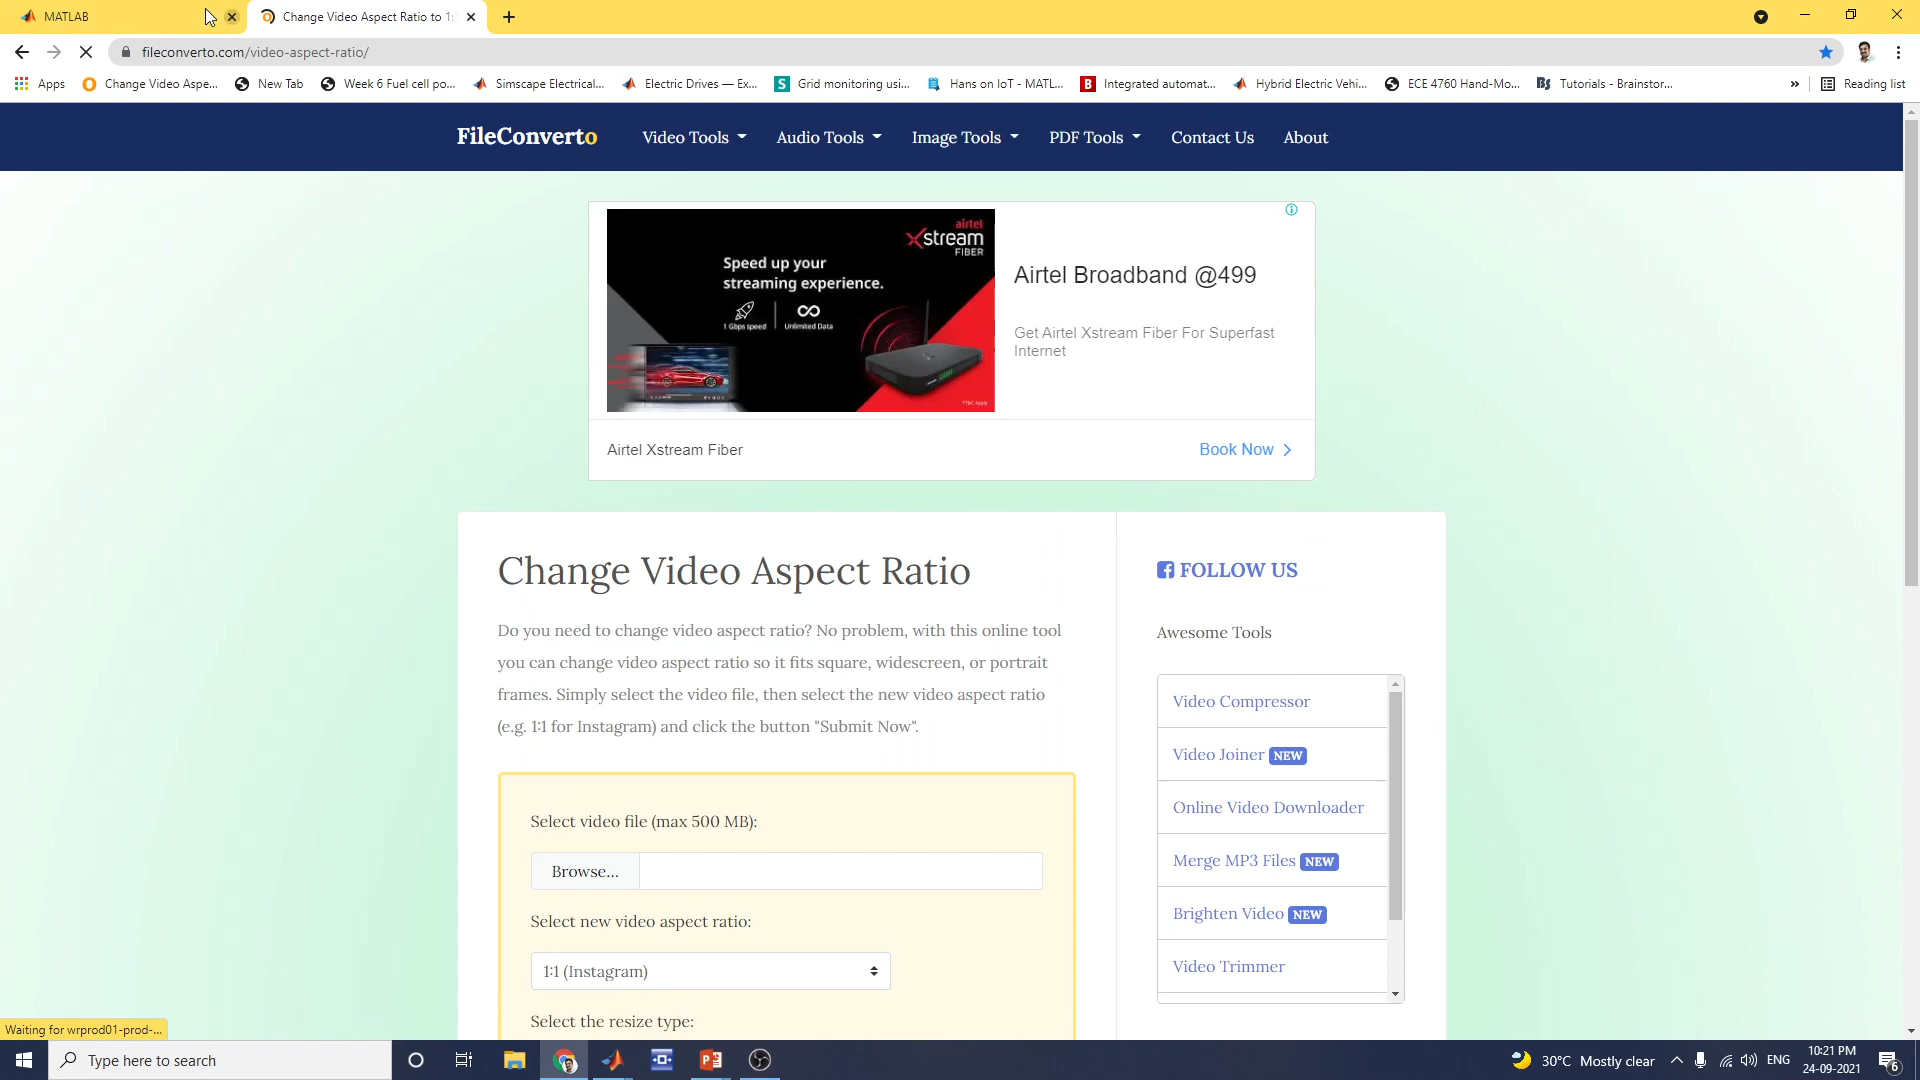 MATLAB
Change Video Aspect Ratio to 1:1
fileconverto.com/video-aspect-ratio/
Apps
Change Video Aspe...
New Tab
Week 6 Fuel cell po...
Simscape Electrical...
Electric Drives — Ex...
Grid monitoring usi...
Hans on IoT - MATL...
Integrated automat...
Hybrid Electric Vehi...
ECE 4760 Hand-Mo...
Tutorials - Brainstor...
»
Reading list
FileConverto
Video Tools
Audio Tools
Image Tools
PDF Tools
Contact Us
About
airtel
Xstream
FIBER
Speed up your
streaming experience.
1 Gbps speed
Unlimited Data
*T&C Apply
Airtel Broadband @499
Get Airtel Xstream Fiber For Superfast
Internet
Airtel Xstream Fiber
Book Now
Change Video Aspect Ratio
Do you need to change video aspect ratio? No problem, with this online tool
you can change video aspect ratio so it fits square, widescreen, or portrait
frames. Simply select the video file, then select the new video aspect ratio
(e.g. 1:1 for Instagram) and click the button "Submit Now".
Select video file (max 500 MB):
Browse...
Select new video aspect ratio:
1:1 (Instagram)
Select the resize type:
FOLLOW US
Awesome Tools
Video Compressor
Video Joiner NEW
Online Video Downloader
Merge MP3 Files NEW
Brighten Video NEW
Video Trimmer
Waiting for wrprod01-prod-...
Type here to search
30°C Mostly clear
ENG
10:21 PM
24-09-2021
6